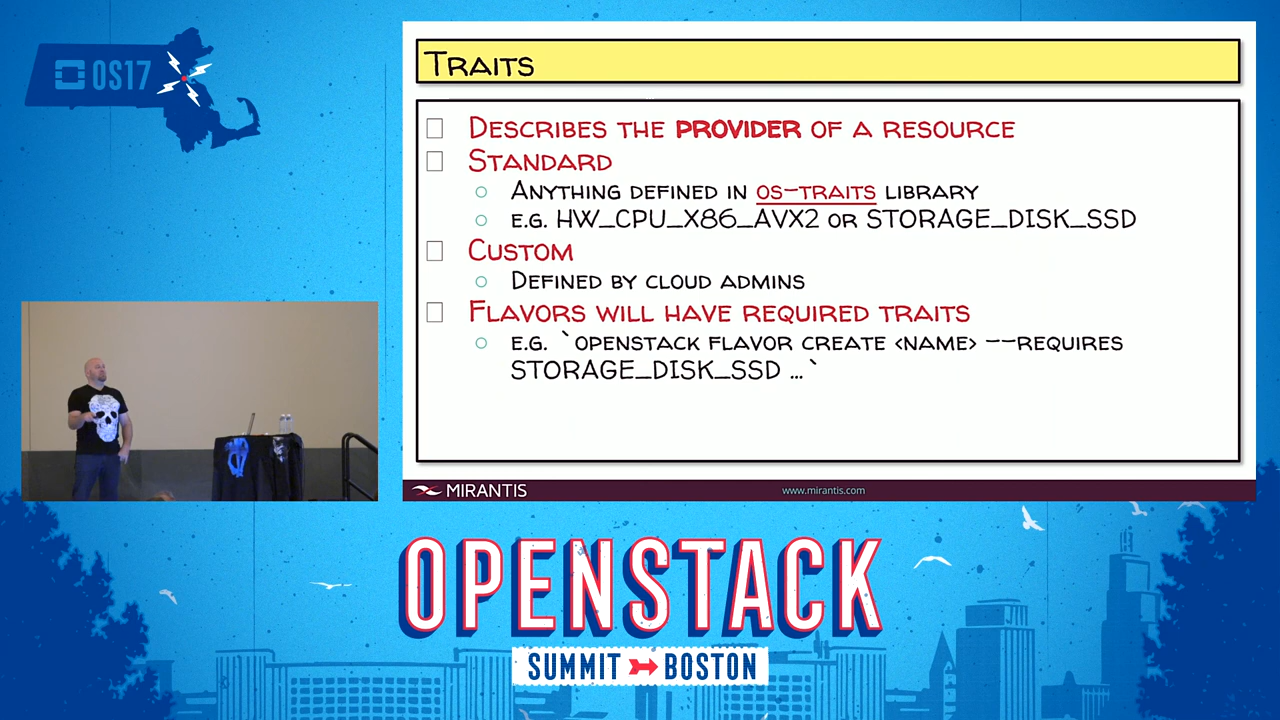 OS17
TRAITS
DESCRIBES THE PROVIDER OF A RESOURCE
STANDARD
ANYTHING DEFINED IN OS-TRAITS LIBRARY
E.G. HW_CPU_X86_AVX2 OR STORAGE_DISK_SSD
CUSTOM
DEFINED BY CLOUD ADMINS
FLAVORS WILL HAVE REQUIRED TRAITS
E.G. `OPENSTACK FLAVOR CREATE <NAME> --REQUIRES
STORAGE_DISK_SSD ...`
MIRANTIS
www.mirantis.com
OPENSTACK
SUMMIT BOSTON